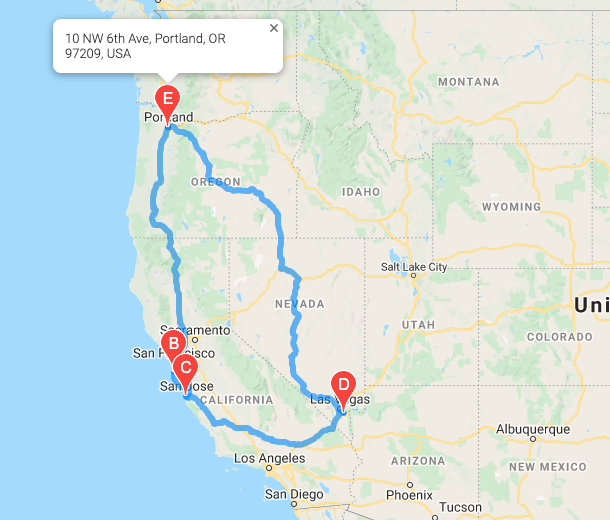 10 NW 6th Ave, Portland, OR
97209, USA
E
Portland
MONTANA
OREGON
IDAHO
WYOMING
Salt Lake City
NEVADA
Uni
Sacramento
B
San Francisco
UTAH
COLORADO
C
San Jose
D
CALIFORNIA
Las Vegas
Albuquerque
Los Angeles
ARIZONA
NEW MEXICO
San Diego
Phoenix
Tucson